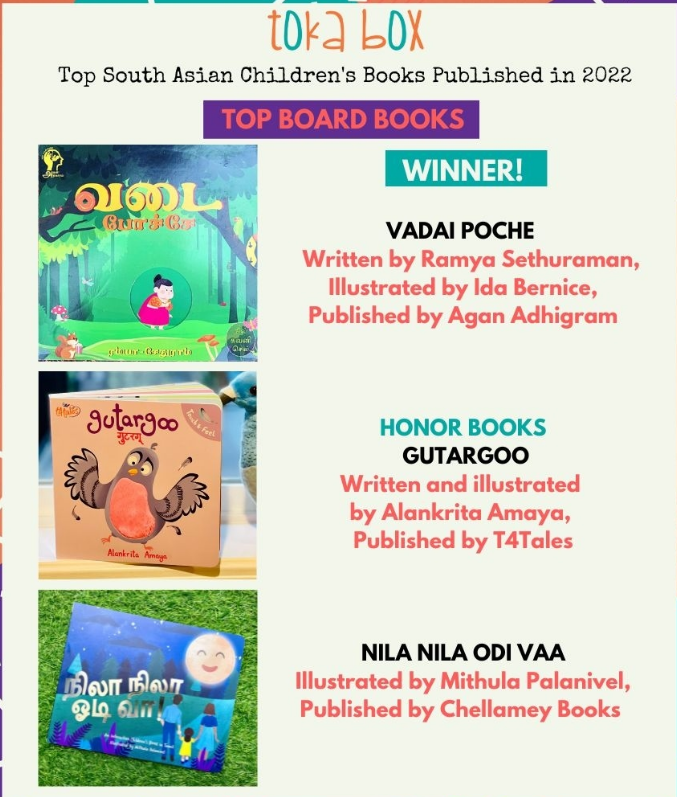 toka box
Top South Asian Children's Books Published in 2022
TOP BOARD BOOKS
WINNER!
வடை
போச்சே
VADAI POCHE
Written by Ramya Sethuraman,
Illustrated by Ida Bernice,
Published by Agan Adhigram
gutargoo
गुटरगू
Touch & Feel
Alankrita Amaya
HONOR BOOKS
GUTARGOO
Written and illustrated
by Alankrita Amaya,
Published by T4Tales
நிலா நிலா
ஓடி வா!
NILA NILA ODI VAA
Illustrated by Mithula Palanivel,
Published by Chellamey Books